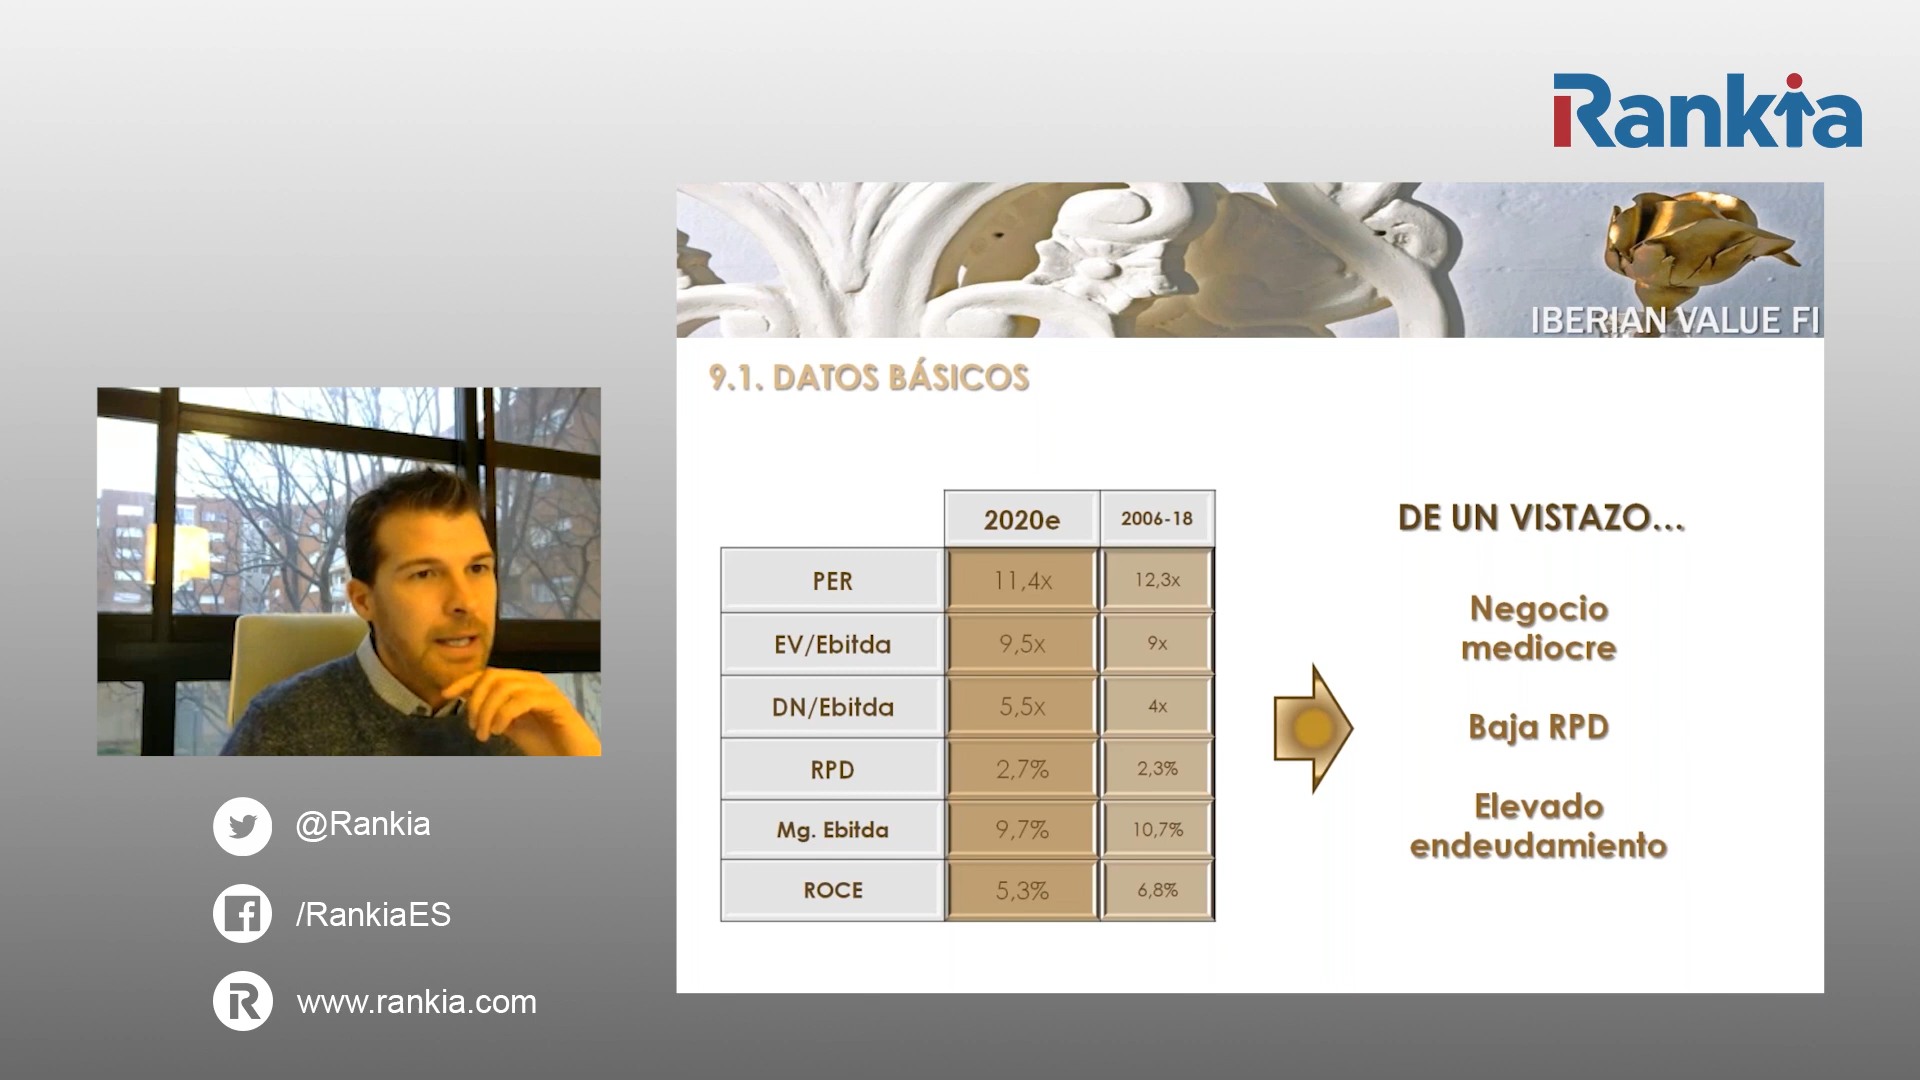 Rankia
IBERIAN VALUE FI
9.1. DATOS BÁSICOS
2020e 2006-18
PER 11,4x 12,3x
EV/Ebitda 9,5x 9x
DN/Ebitda 5,5x 4x
RPD 2,7% 2,3%
Mg. Ebitda 9,7% 10,7%
ROCE 5,3% 6,8%
DE UN VISTAZO...
Negocio
mediocre
Baja RPD
Elevado
endeudamiento
@Rankia
/RankiaES
www.rankia.com